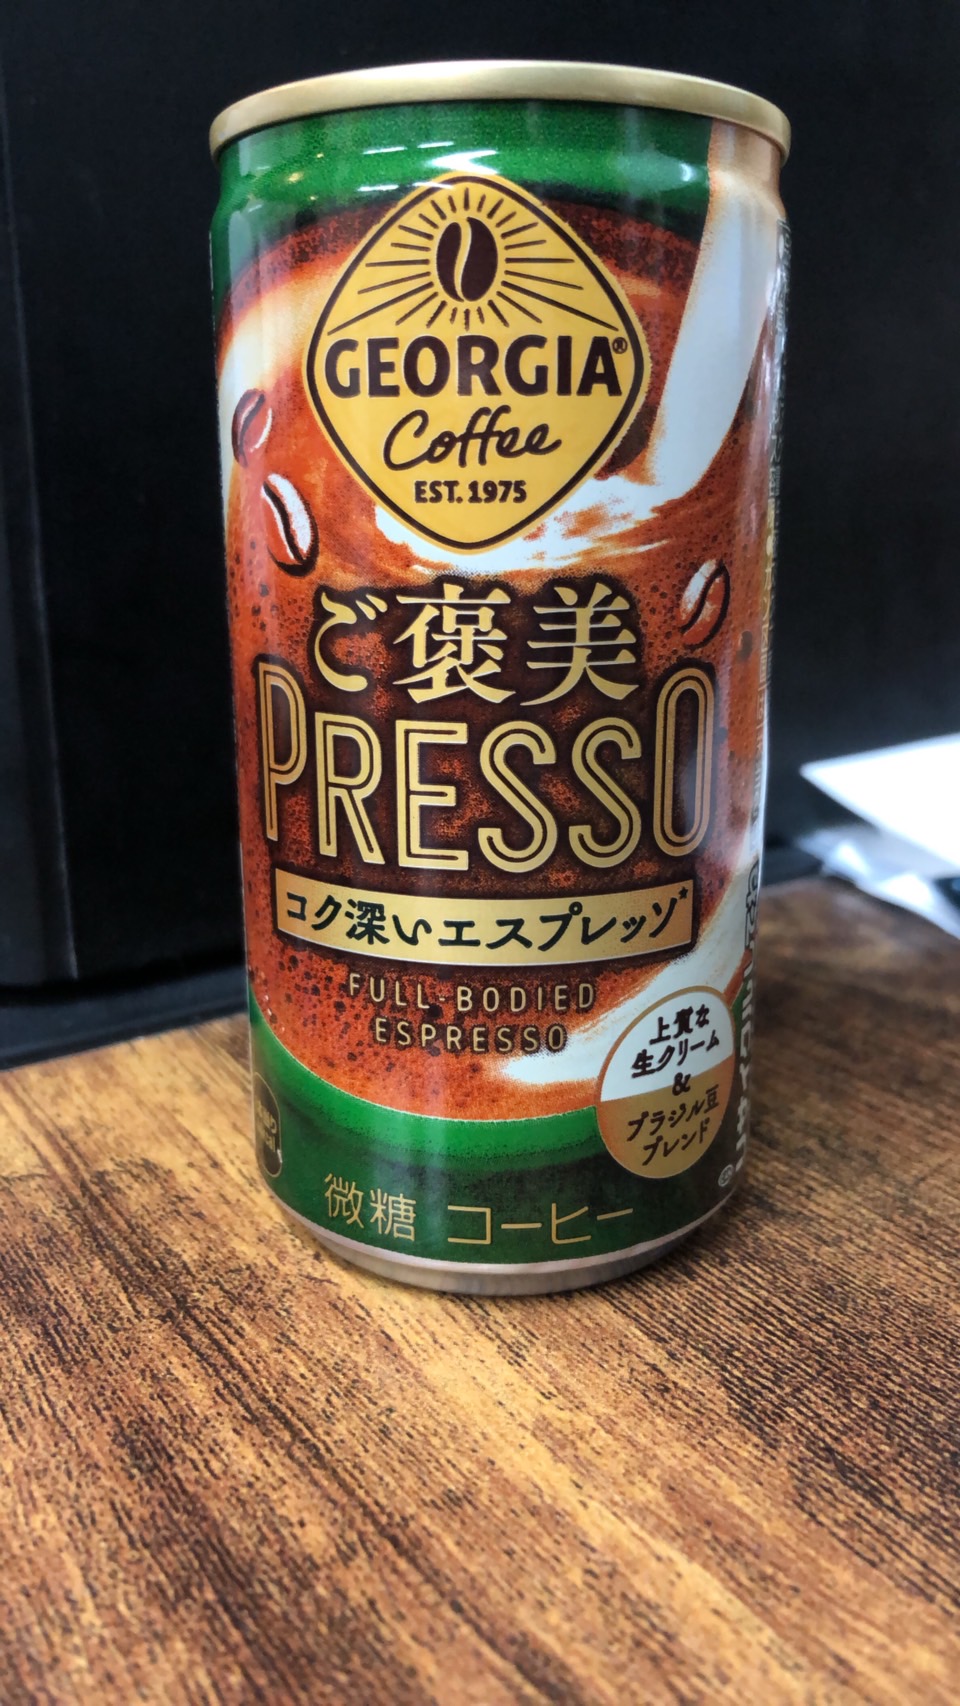 GEORGIA®
Coffee
EST. 1975
ご褒美
PRESSO
コク深いエスプレッソ*
FULL-BODIED
ESPRESSO
上質な
生クリーム
&
ブラジル豆
ブレンド
微糖 コーヒー